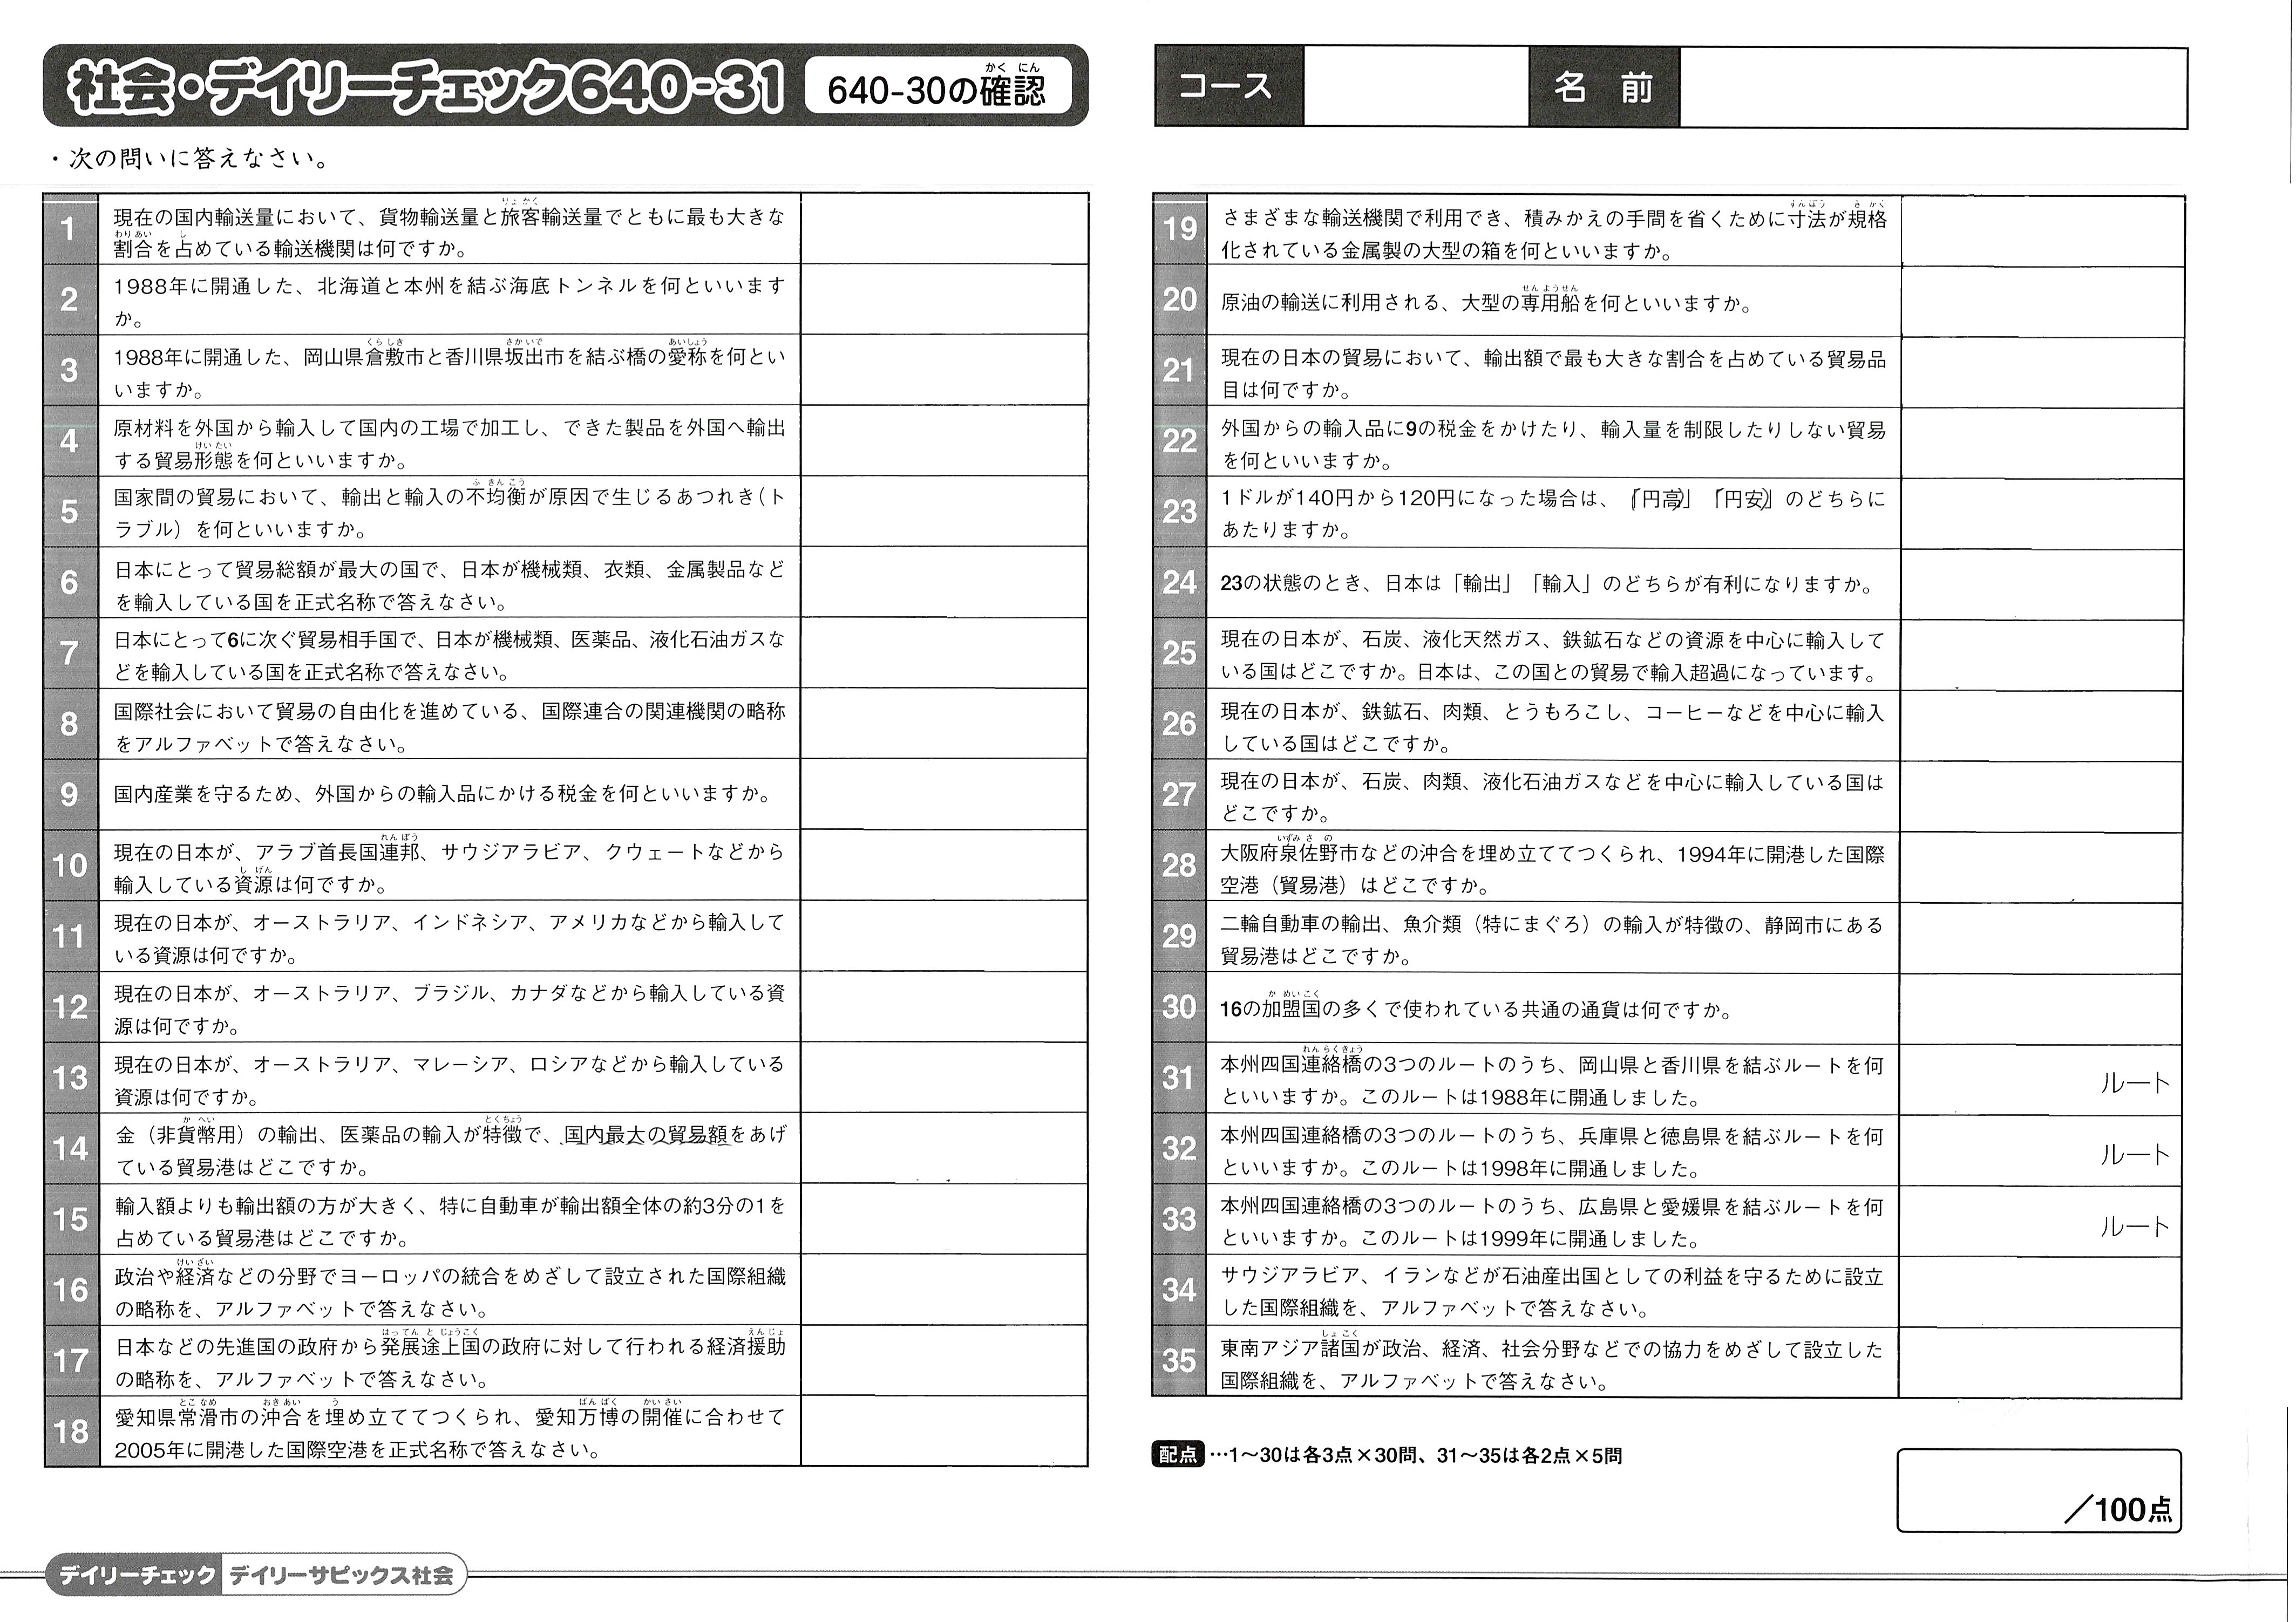 社会・デイリーチェック640-31
640-30の確認
コース
名前
・次の問いに答えなさい。
1
現在の国内輸送量において、貨物輸送量と旅客輸送量でともに最も大きな
割合を占めている輸送機関は何ですか。
2
1988年に開通した、北海道と本州を結ぶ海底トンネルを何といいます
か。
3
1988年に開通した、岡山県倉敷市と香川県坂出市を結ぶ橋の愛称を何とい
いますか。
4
原材料を外国から輸入して国内の工場で加工し、できた製品を外国へ輸出
する貿易形態を何といいますか。
5
国家間の貿易において、輸出と輸入の不均衡が原因で生じるあつれき（ト
ラブル）を何といいますか。
6
日本にとって貿易総額が最大の国で、日本が機械類、衣類、金属製品など
を輸入している国を正式名称で答えなさい。
7
日本にとって6に次ぐ貿易相手国で、日本が機械類、医薬品、液化石油ガスな
どを輸入している国を正式名称で答えなさい。
8
国際社会において貿易の自由化を進めている、国際連合の関連機関の略称
をアルファベットで答えなさい。
9
国内産業を守るため、外国からの輸入品にかける税金を何といいますか。
10
現在の日本が、アラブ首長国連邦、サウジアラビア、クウェートなどから
輸入している資源は何ですか。
11
現在の日本が、オーストラリア、インドネシア、アメリカなどから輸入して
いる資源は何ですか。
12
現在の日本が、オーストラリア、ブラジル、カナダなどから輸入している資
源は何ですか。
13
現在の日本が、オーストラリア、マレーシア、ロシアなどから輸入している
資源は何ですか。
14
金（非貨幣用）の輸出、医薬品の輸入が特徴で、国内最大の貿易額をあげ
ている貿易港はどこですか。
15
輸入額よりも輸出額の方が大きく、特に自動車が輸出額全体の約3分の1を
占めている貿易港はどこですか。
16
政治や経済などの分野でヨーロッパの統合をめざして設立された国際組織
の略称を、アルファベットで答えなさい。
17
日本などの先進国の政府から発展途上国の政府に対して行われる経済援助
の略称を、アルファベットで答えなさい。
18
愛知県常滑市の沖合を埋め立ててつくられ、愛知万博の開催に合わせて
2005年に開港した国際空港を正式名称で答えなさい。
19
さまざまな輸送機関で利用でき、積みかえの手間を省くために寸法が規格
化されている金属製の大型の箱を何といいますか。
20
原油の輸送に利用される、大型の専用船を何といいますか。
21
現在の日本の貿易において、輸出額で最も大きな割合を占めている貿易品
目は何ですか。
22
外国からの輸入品に9の税金をかけたり、輸入量を制限したりしない貿易
を何といいますか。
23
1ドルが140円から120円になった場合は、「円高」「円安」のどちらに
あたりますか。
24
23の状態のとき、日本は「輸出」「輸入」のどちらが有利になりますか。
25
現在の日本が、石炭、液化天然ガス、鉄鉱石などの資源を中心に輸入して
いる国はどこですか。日本は、この国との貿易で輸入超過になっています。
26
現在の日本が、鉄鉱石、肉類、とうもろこし、コーヒーなどを中心に輸入
している国はどこですか。
27
現在の日本が、石炭、肉類、液化石油ガスなどを中心に輸入している国は
どこですか。
28
大阪府泉佐野市などの沖合を埋め立ててつくられ、1994年に開港した国際
空港（貿易港）はどこですか。
29
二輪自動車の輸出、魚介類（特にまぐろ）の輸入が特徴の、静岡市にある
貿易港はどこですか。
30
16の加盟国の多くで使われている共通の通貨は何ですか。
31
本州四国連絡橋の3つのルートのうち、岡山県と香川県を結ぶルートを何
といいますか。このルートは1988年に開通しました。
ルート
32
本州四国連絡橋の3つのルートのうち、兵庫県と徳島県を結ぶルートを何
といいますか。このルートは1998年に開通しました。
ルート
33
本州四国連絡橋の3つのルートのうち、広島県と愛媛県を結ぶルートを何
といいますか。このルートは1999年に開通しました。
ルート
34
サウジアラビア、イランなどが石油産出国としての利益を守るために設立
した国際組織を、アルファベットで答えなさい。
35
東南アジア諸国が政治、経済、社会分野などでの協力をめざして設立した
国際組織を、アルファベットで答えなさい。
配点…1～30は各3点×30問、31～35は各2点×5問
／100点
デイリーチェック デイリーサピックス社会